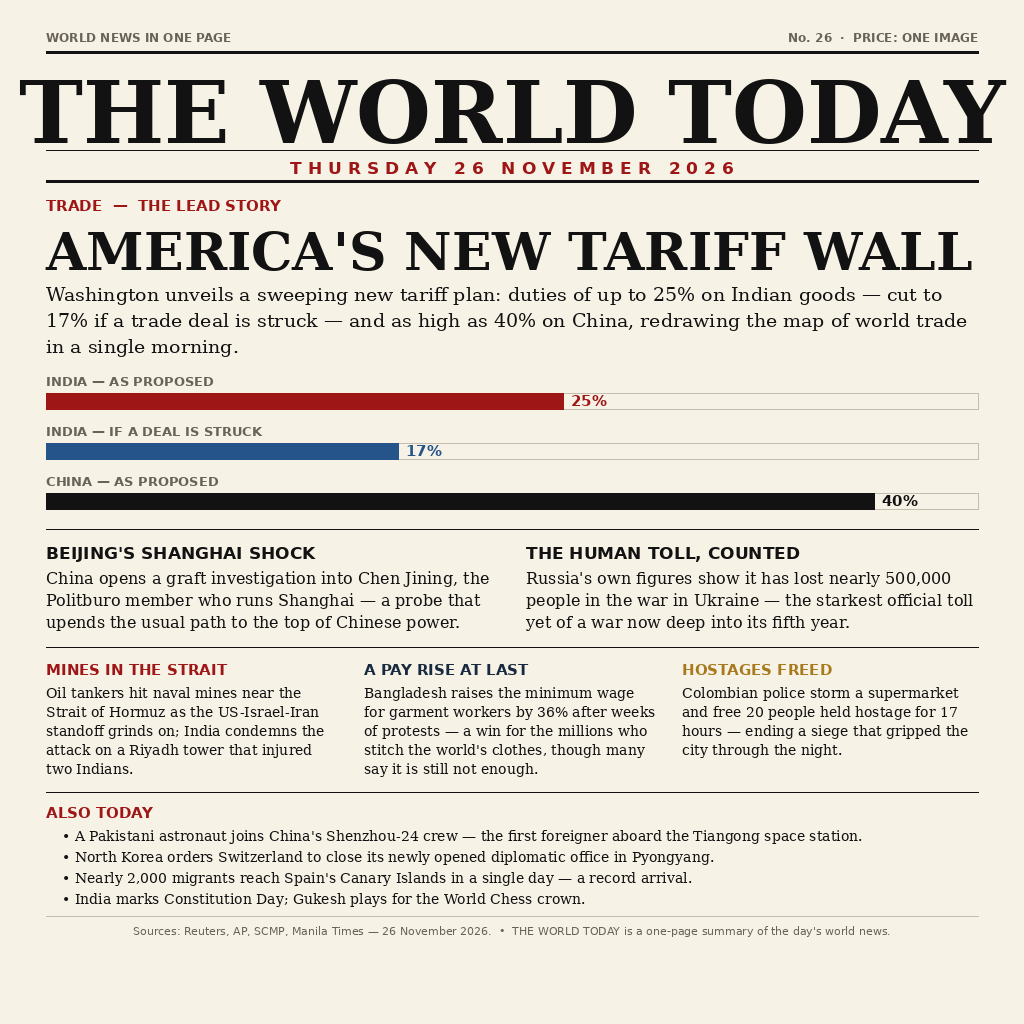 WORLD NEWS IN ONE PAGE
No. 26 · PRICE: ONE IMAGE
THE WORLD TODAY
THURSDAY 26 NOVEMBER 2026
TRADE — THE LEAD STORY
AMERICA'S NEW TARIFF WALL
Washington unveils a sweeping new tariff plan: duties of up to 25% on Indian goods — cut to
17% if a trade deal is struck — and as high as 40% on China, redrawing the map of world trade
in a single morning.
INDIA — AS PROPOSED
25%
INDIA — IF A DEAL IS STRUCK
17%
CHINA — AS PROPOSED
40%
BEIJING'S SHANGHAI SHOCK
China opens a graft investigation into Chen Jining, the
Politburo member who runs Shanghai — a probe that
upends the usual path to the top of Chinese power.
THE HUMAN TOLL, COUNTED
Russia's own figures show it has lost nearly 500,000
people in the war in Ukraine — the starkest official toll
yet of a war now deep into its fifth year.
MINES IN THE STRAIT
Oil tankers hit naval mines near the
Strait of Hormuz as the US-Israel-Iran
standoff grinds on; India condemns the
attack on a Riyadh tower that injured
two Indians.
A PAY RISE AT LAST
Bangladesh raises the minimum wage
for garment workers by 36% after weeks
of protests — a win for the millions who
stitch the world's clothes, though many
say it is still not enough.
HOSTAGES FREED
Colombian police storm a supermarket
and free 20 people held hostage for 17
hours — ending a siege that gripped the
city through the night.
ALSO TODAY
• A Pakistani astronaut joins China's Shenzhou-24 crew — the first foreigner aboard the Tiangong space station.
• North Korea orders Switzerland to close its newly opened diplomatic office in Pyongyang.
• Nearly 2,000 migrants reach Spain's Canary Islands in a single day — a record arrival.
• India marks Constitution Day; Gukesh plays for the World Chess crown.
Sources: Reuters, AP, SCMP, Manila Times — 26 November 2026. • THE WORLD TODAY is a one-page summary of the day's world news.